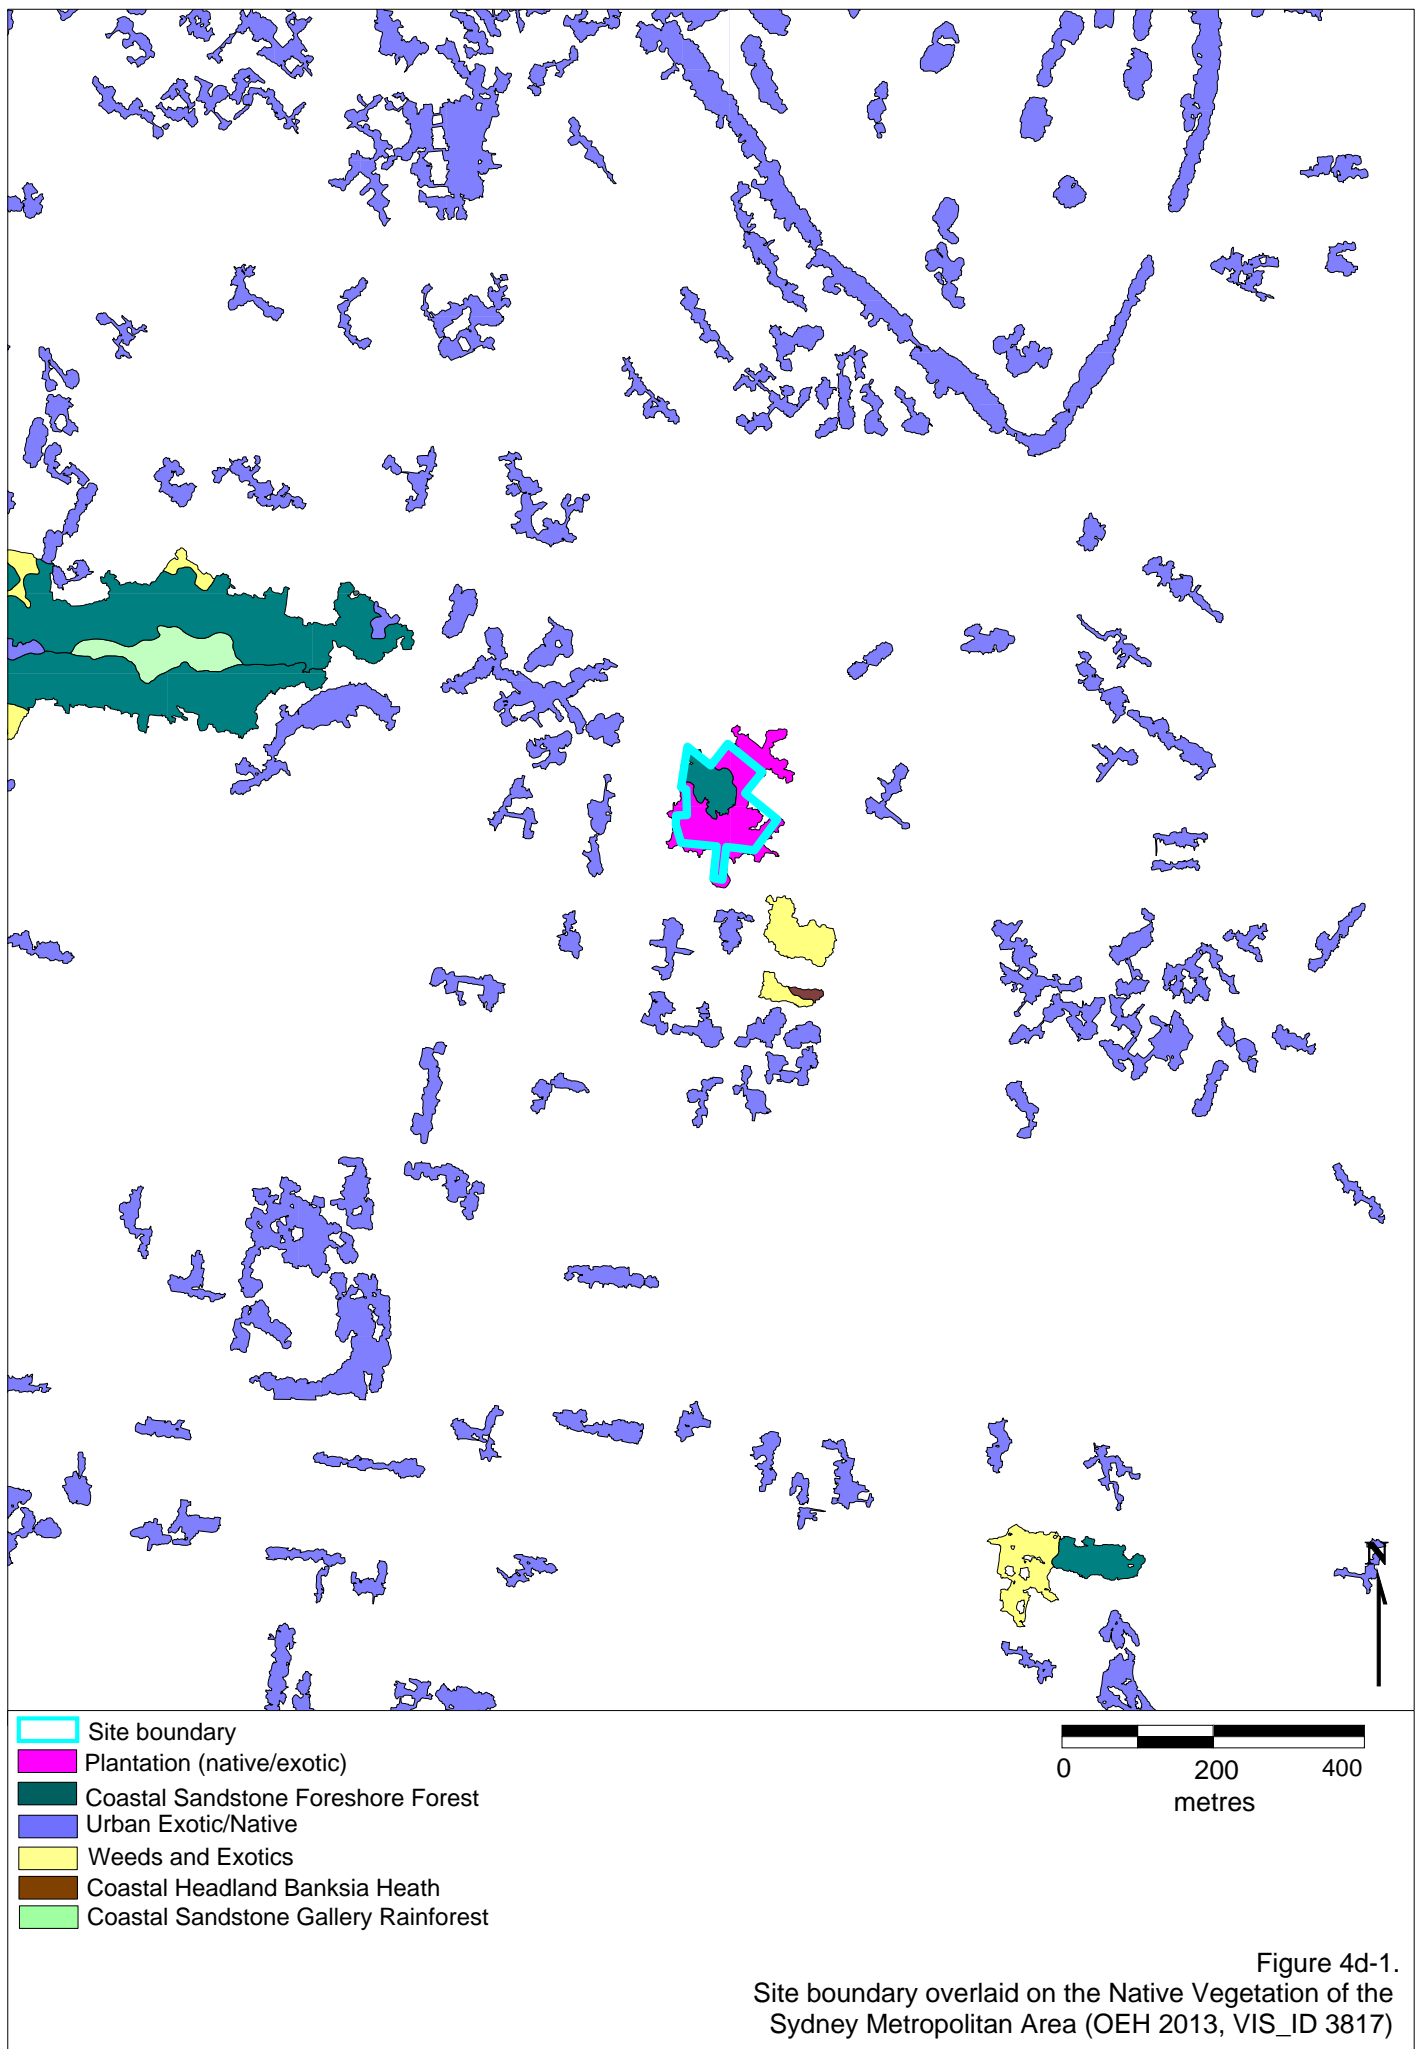 N
Site boundary
Plantation (native/exotic)
Coastal Sandstone Foreshore Forest
Urban Exotic/Native
Weeds and Exotics
Coastal Headland Banksia Heath
Coastal Sandstone Gallery Rainforest
0 200 400
metres
Figure 4d-1.
Site boundary overlaid on the Native Vegetation of the
Sydney Metropolitan Area (OEH 2013, VIS_ID 3817)